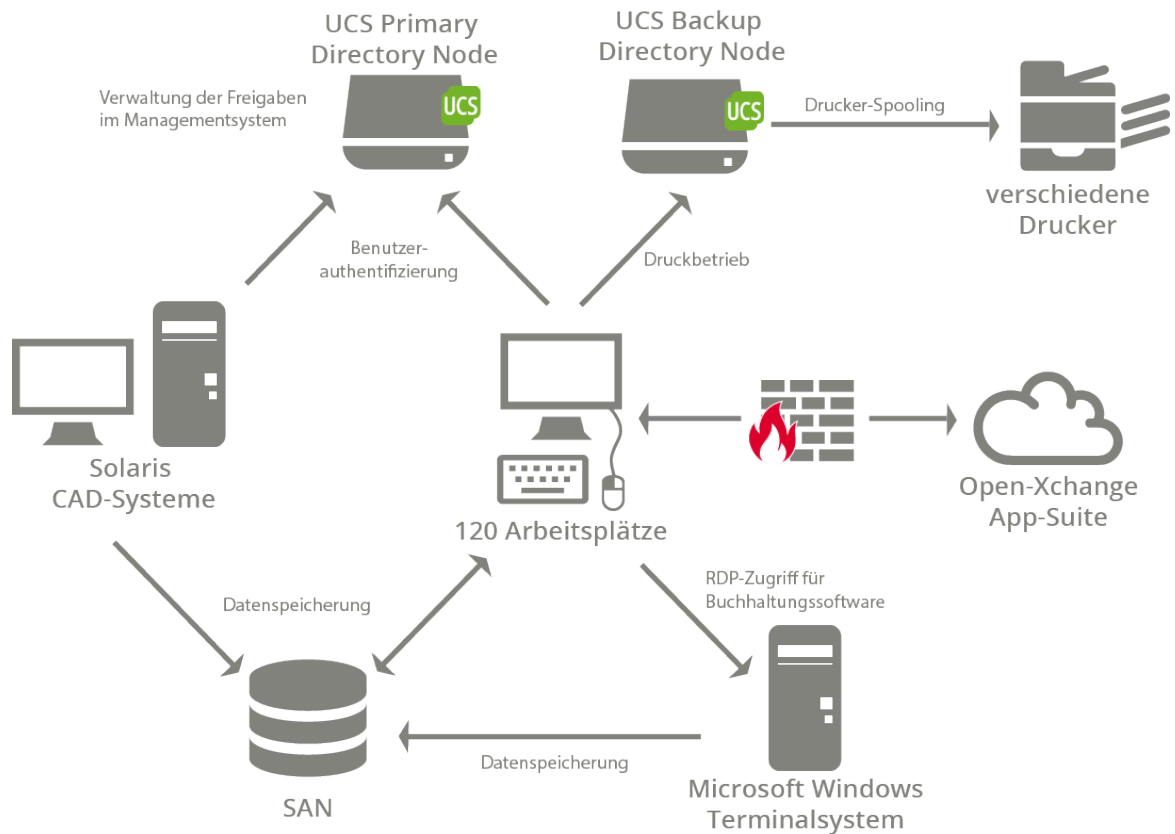 UCS Primary
Directory Node
UCS Backup
Directory Node
Verwaltung der Freigaben
im Managementsystem
UCS
UCS
Drucker-Spooling
verschiedene
Drucker
Benutzer-
authentifizierung
Druckbetrieb
Solaris
CAD-Systeme
120 Arbeitsplätze
Open-Xchange
App-Suite
Datenspeicherung
RDP-Zugriff für
Buchhaltungssoftware
SAN
Datenspeicherung
Microsoft Windows
Terminalsystem